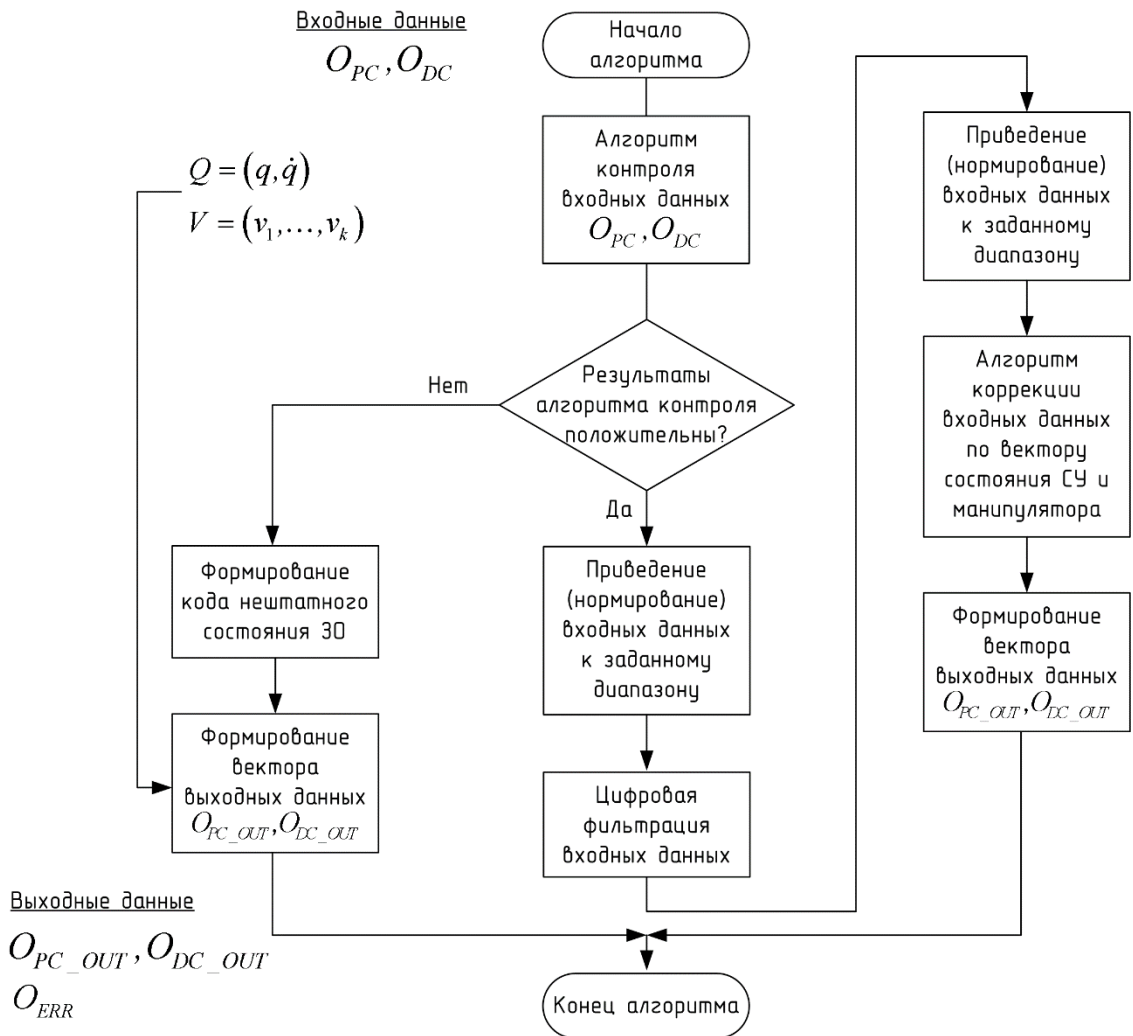 Входные данные
O_PC, O_DC
Начало
алгоритма
Алгоритм
контроля
входных данных
O_PC, O_DC
Q = (q, q̇)
V = (v₁,…,vₖ)
Результаты
алгоритма контроля
положительны?
Нет
Да
Формирование
кода нештатного
состояния ЗО
Формирование
вектора
выходных данных
O_PC_OUT, O_DC_OUT
Приведение
(нормирование)
входных данных
к заданному
диапазону
Цифровая
фильтрация
входных данных
Приведение
(нормирование)
входных данных
к заданному
диапазону
Алгоритм
коррекции
входных данных
по вектору
состояния СУ и
манипулятора
Формирование
вектора
выходных данных
O_PC_OUT, O_DC_OUT
Выходные данные
O_PC_OUT, O_DC_OUT
O_ERR
Конец алгоритма